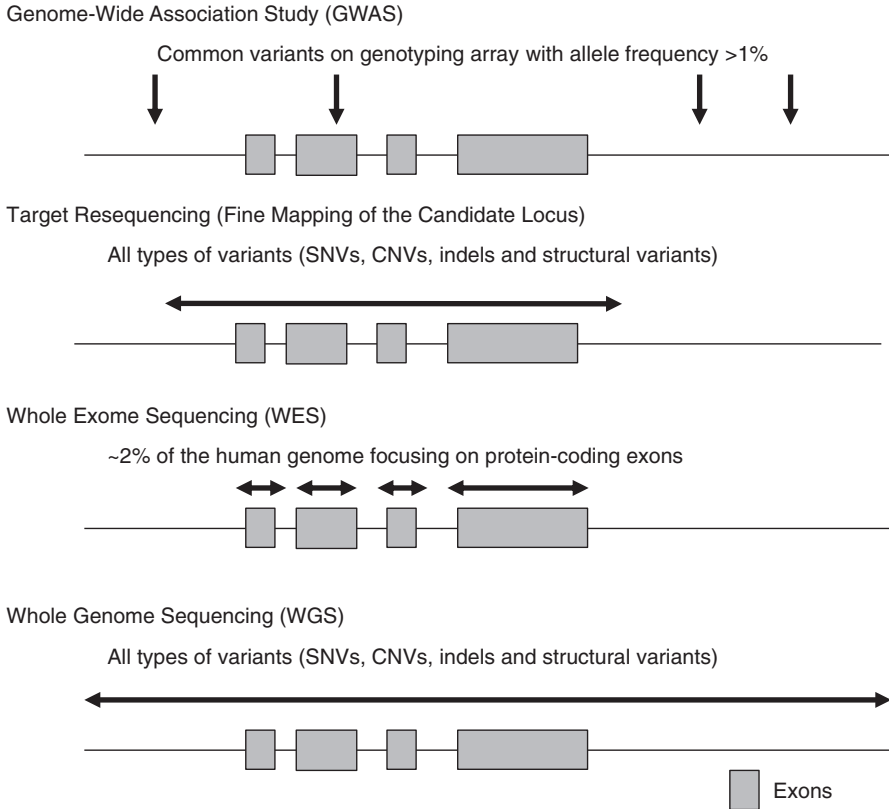 Genome-Wide Association Study (GWAS)
Common variants on genotyping array with allele frequency >1%
Target Resequencing (Fine Mapping of the Candidate Locus)
All types of variants (SNVs, CNVs, indels and structural variants)
Whole Exome Sequencing (WES)
~2% of the human genome focusing on protein-coding exons
Whole Genome Sequencing (WGS)
All types of variants (SNVs, CNVs, indels and structural variants)
Exons